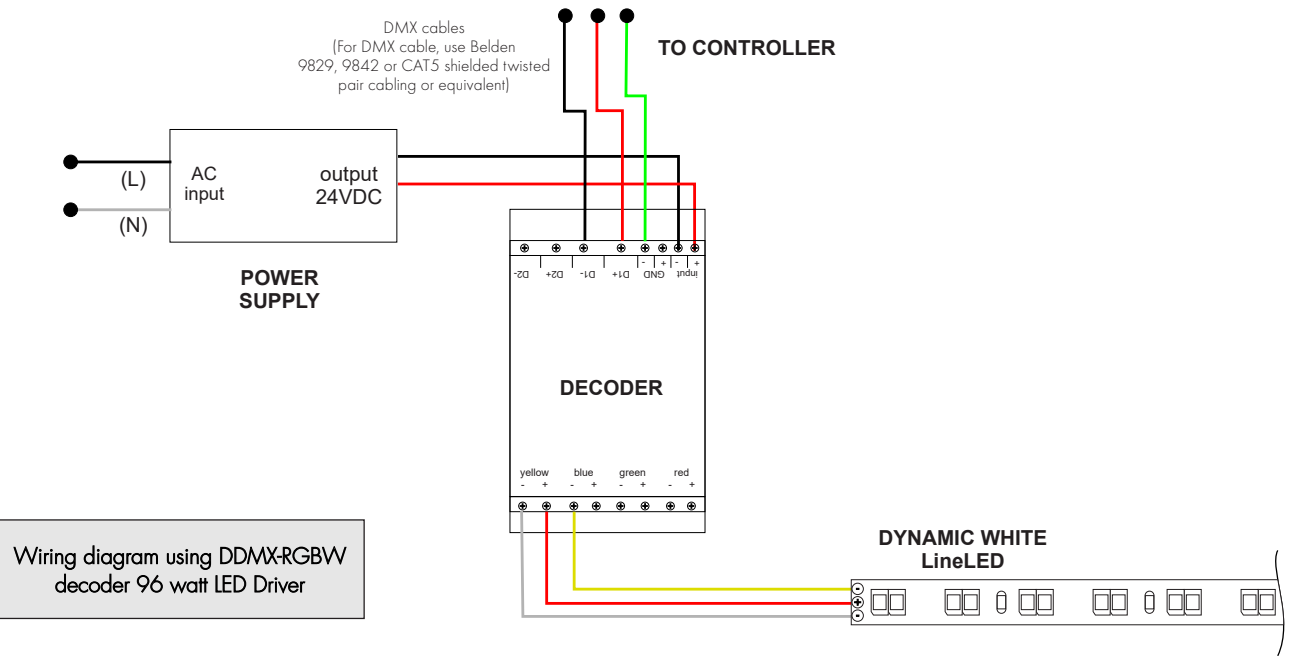 DMX cables
(For DMX cable, use Belden
9829, 9842 or CAT5 shielded twisted
pair cabling or equivalent)
TO CONTROLLER
(L)
(N)
AC
input
output
24VDC
POWER
SUPPLY
- + - +
D2- D2+ D1- D1+ GND input
DECODER
yellow blue green red
- + - + - + - +
Wiring diagram using DDMX-RGBW
decoder 96 watt LED Driver
DYNAMIC WHITE
LineLED
-
+
-